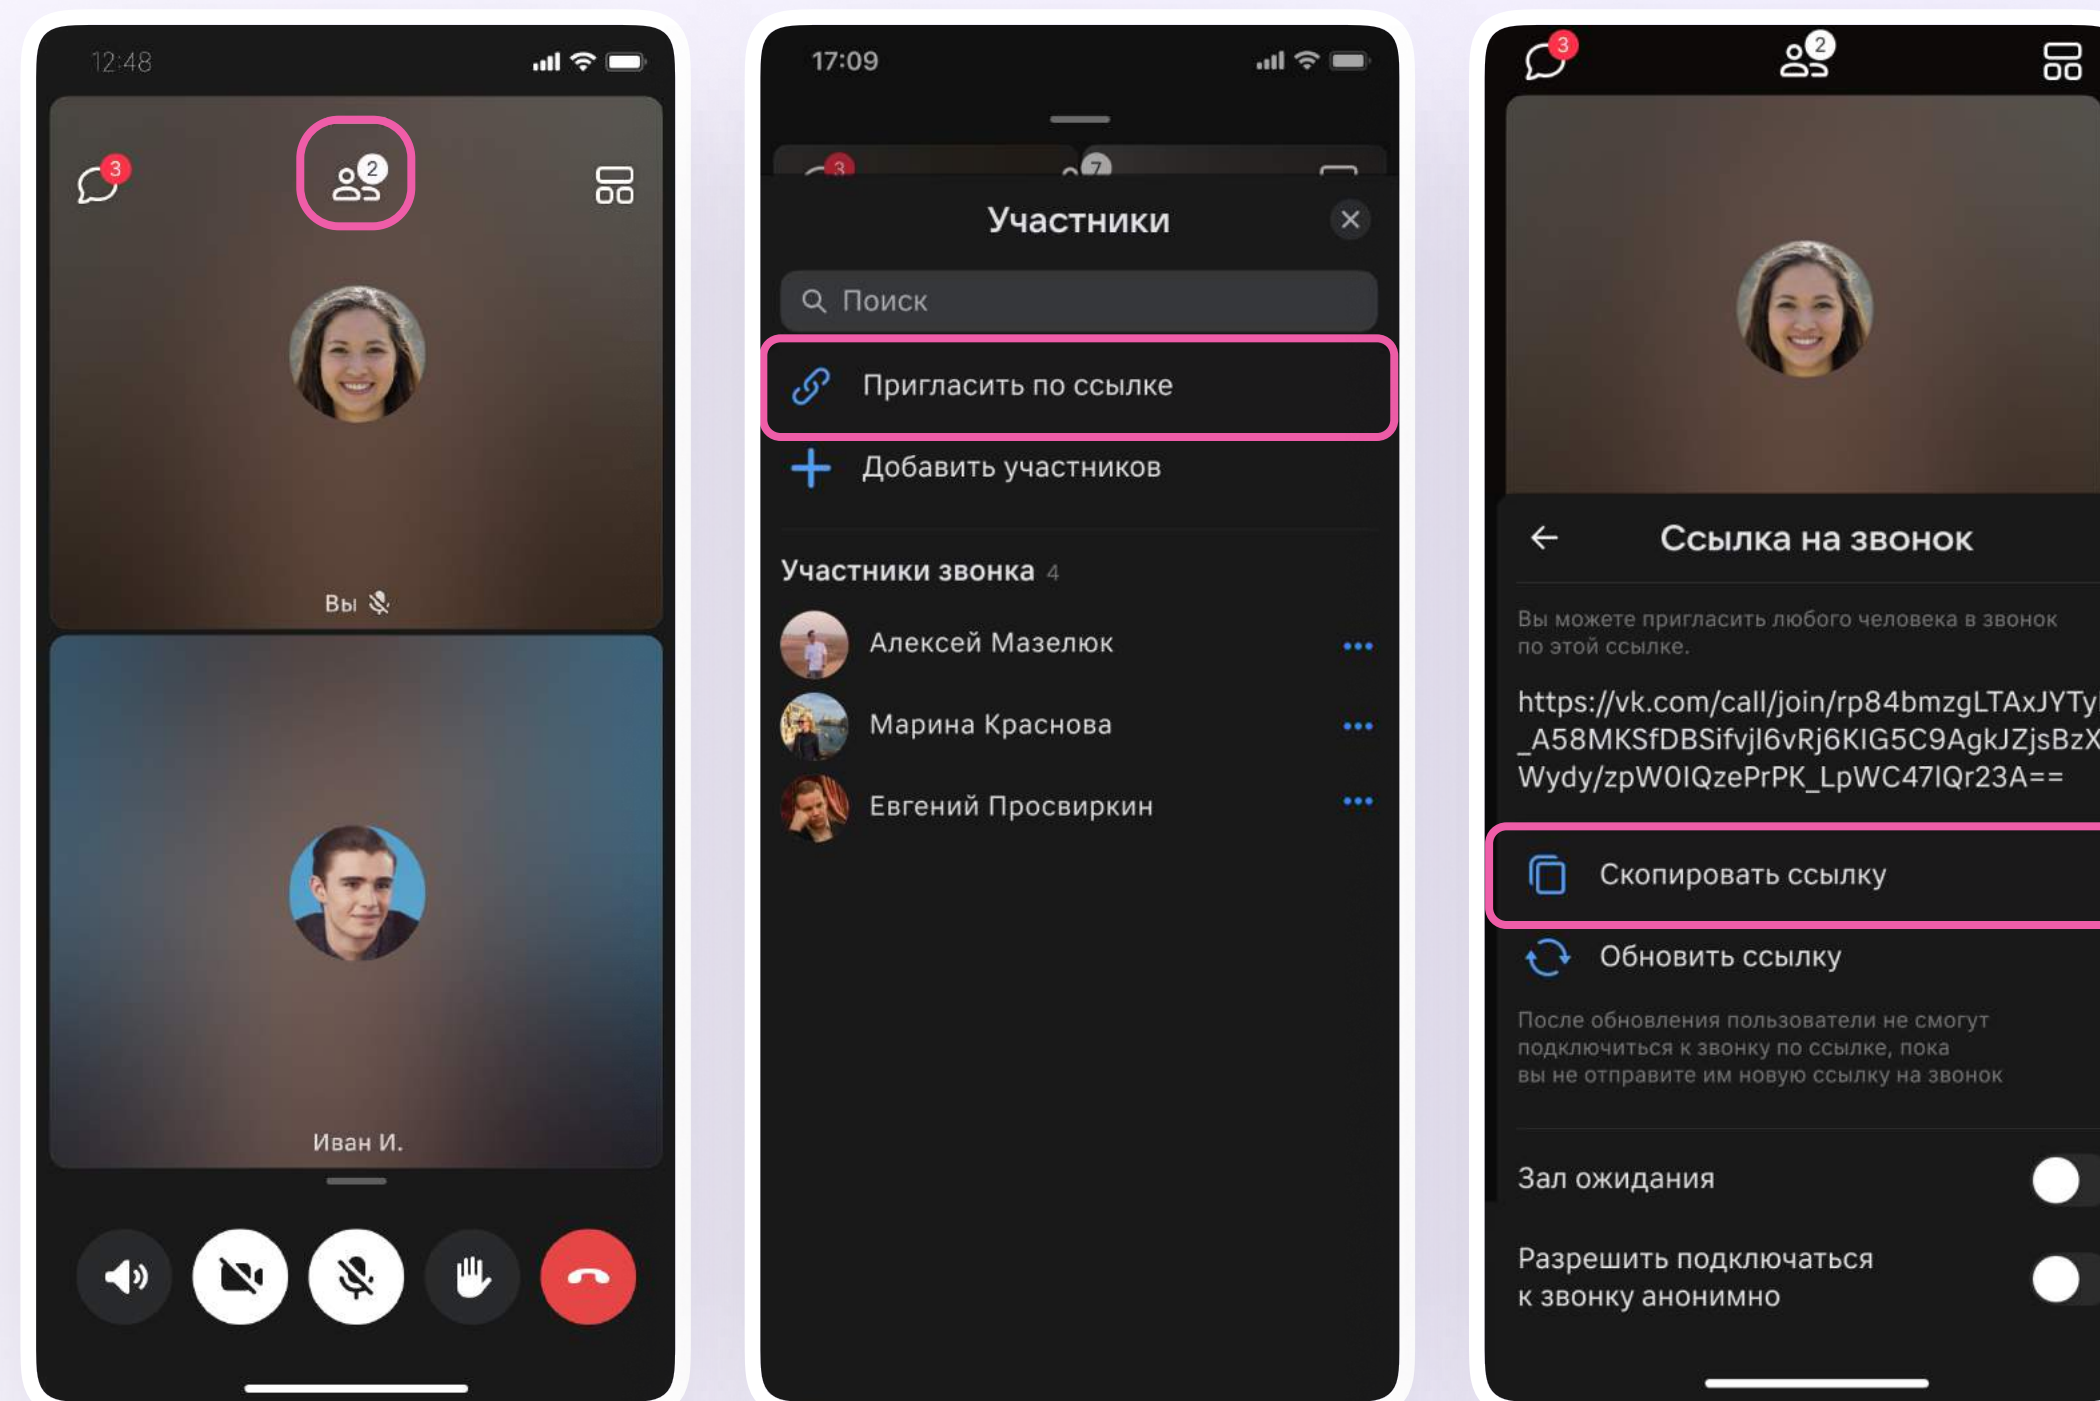 12:48
3
2
Вы
Иван И.
17:09
3
7
Участники
Поиск
Пригласить по ссылке
Добавить участников
Участники звонка 4
Алексей Мазелюк
Марина Краснова
Евгений Просвиркин
3
2
Ссылка на звонок
Вы можете пригласить любого человека в звонок
по этой ссылке.
https://vk.com/call/join/rp84bmzgLTAxJYTy
_A58MKSfDBSifvjI6vRj6KIG5C9AgkJZjsBzX
Wydy/zpW0IQzePrPK_LpWC47lQr23A==
Скопировать ссылку
Обновить ссылку
После обновления пользователи не смогут
подключиться к звонку по ссылке, пока
вы не отправите им новую ссылку на звонок
Зал ожидания
Разрешить подключаться
к звонку анонимно